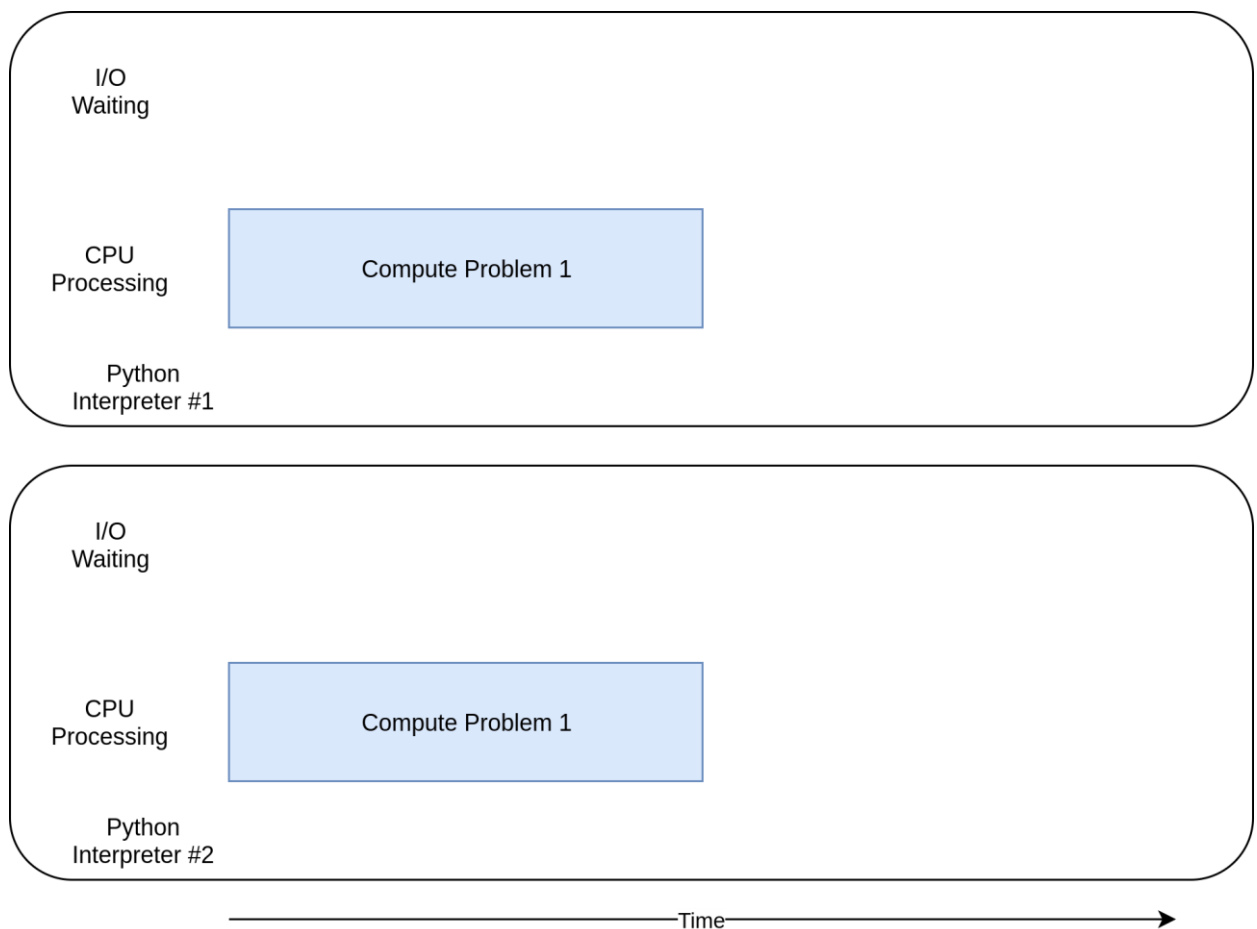 I/O
Waiting
CPU
Processing
Compute Problem 1
Python
Interpreter #1
I/O
Waiting
CPU
Processing
Compute Problem 1
Python
Interpreter #2
Time